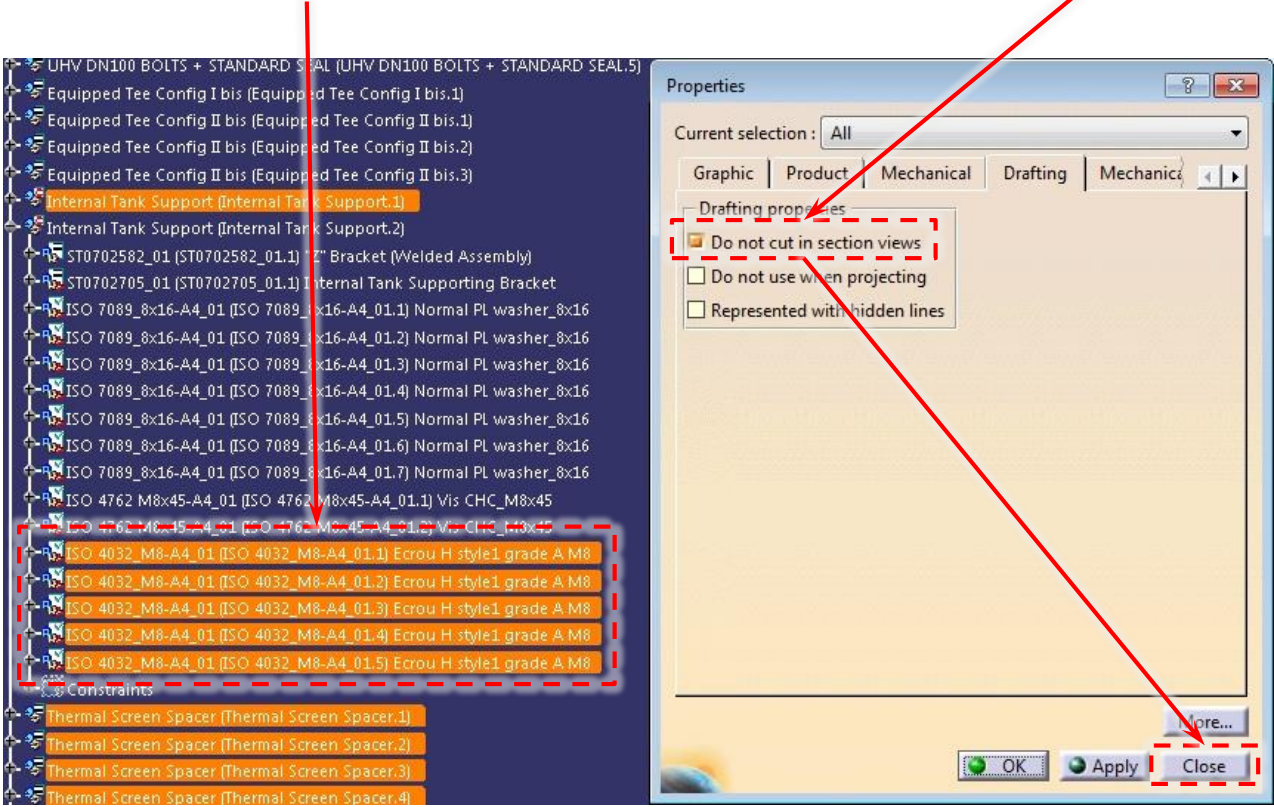 UHV DN100 BOLTS + STANDARD SEAL (UHV DN100 BOLTS + STANDARD SEAL.5)
Equipped Tee Config I bis (Equipped Tee Config I bis.1)
Equipped Tee Config II bis (Equipped Tee Config II bis.1)
Equipped Tee Config II bis (Equipped Tee Config II bis.2)
Equipped Tee Config II bis (Equipped Tee Config II bis.3)
Internal Tank Support (Internal Tank Support.1)
Internal Tank Support (Internal Tank Support.2)
ST0702582_01 (ST0702582_01.1) "Z" Bracket (Welded Assembly)
ST0702705_01 (ST0702705_01.1) Internal Tank Supporting Bracket
ISO 7089_8x16-A4_01 (ISO 7089_8x16-A4_01.1) Normal PL washer_8x16
ISO 7089_8x16-A4_01 (ISO 7089_8x16-A4_01.2) Normal PL washer_8x16
ISO 7089_8x16-A4_01 (ISO 7089_8x16-A4_01.3) Normal PL washer_8x16
ISO 7089_8x16-A4_01 (ISO 7089_8x16-A4_01.4) Normal PL washer_8x16
ISO 7089_8x16-A4_01 (ISO 7089_8x16-A4_01.5) Normal PL washer_8x16
ISO 7089_8x16-A4_01 (ISO 7089_8x16-A4_01.6) Normal PL washer_8x16
ISO 7089_8x16-A4_01 (ISO 7089_8x16-A4_01.7) Normal PL washer_8x16
ISO 4762 M8x45-A4_01 (ISO 4762 M8x45-A4_01.1) Vis CHC_M8x45
ISO 4762 M8x45-A4_01 (ISO 4762 M8x45-A4_01.2) Vis CHC_M8x45
ISO 4032_M8-A4_01 (ISO 4032_M8-A4_01.1) Ecrou H style1 grade A M8
ISO 4032_M8-A4_01 (ISO 4032_M8-A4_01.2) Ecrou H style1 grade A M8
ISO 4032_M8-A4_01 (ISO 4032_M8-A4_01.3) Ecrou H style1 grade A M8
ISO 4032_M8-A4_01 (ISO 4032_M8-A4_01.4) Ecrou H style1 grade A M8
ISO 4032_M8-A4_01 (ISO 4032_M8-A4_01.5) Ecrou H style1 grade A M8
Constraints
Thermal Screen Spacer (Thermal Screen Spacer.1)
Thermal Screen Spacer (Thermal Screen Spacer.2)
Thermal Screen Spacer (Thermal Screen Spacer.3)
Thermal Screen Spacer (Thermal Screen Spacer.4)
Properties
Current selection : All
Graphic Product Mechanical Drafting Mechanica
Drafting properties
Do not cut in section views
Do not use when projecting
Represented with hidden lines
More...
OK Apply Close